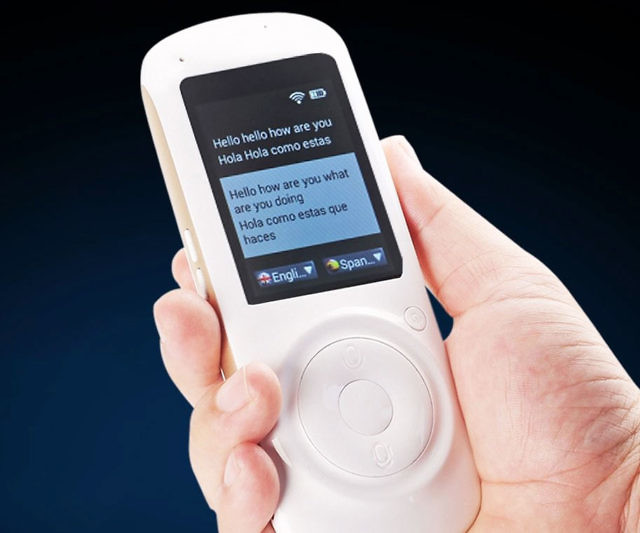 Hello hello how are you
Hola Hola como estas
Hello how are you what
are you doing
Hola como estas que
haces
Engli...
Span...